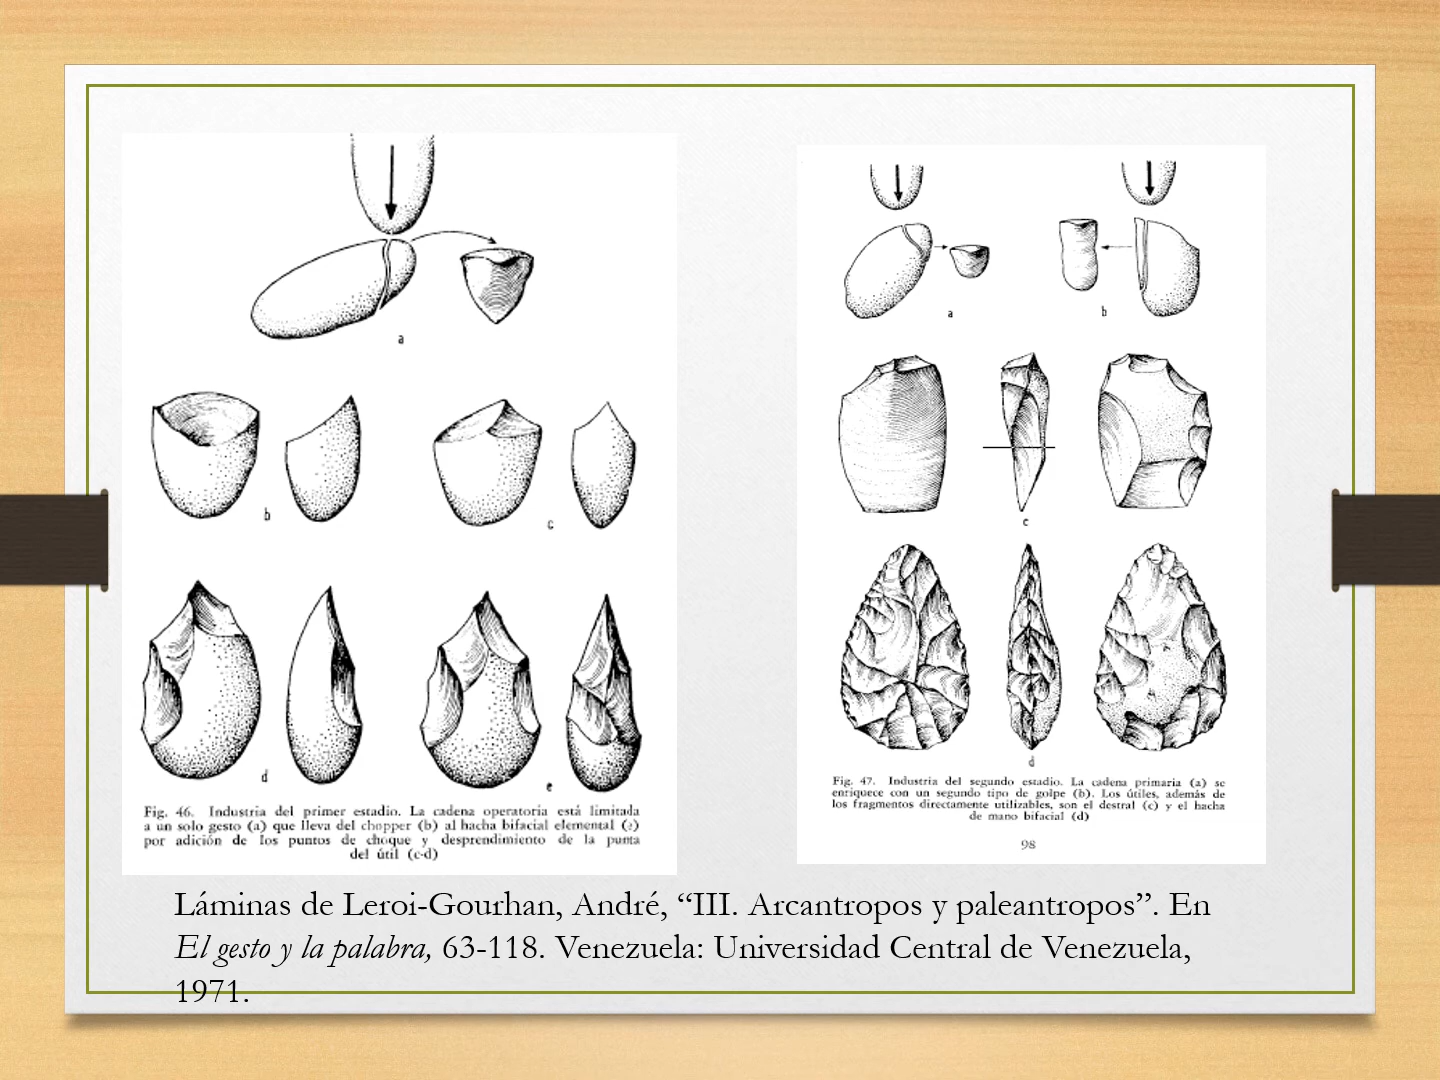 a
b
c
d
e
Fig. 46. Industria del primer estadio. La cadena operatoria está limitada
a un solo gesto (a) que lleva del chopper (b) al hacha bifacial elemental (e)
por adición de los puntos de choque y desprendimiento de la punta
del útil (c-d)
a
b
c
d
Fig. 47. Industria del segundo estadio. La cadena primaria (a) se
enriquece con un segundo tipo de golpe (b). Los útiles, además de
los fragmentos directamente utilizables, son el destral (c) y el hacha
de mano bifacial (d)
98
Láminas de Leroi-Gourhan, André, “III. Arcantropos y paleantropos”. En
El gesto y la palabra, 63-118. Venezuela: Universidad Central de Venezuela,
1971.